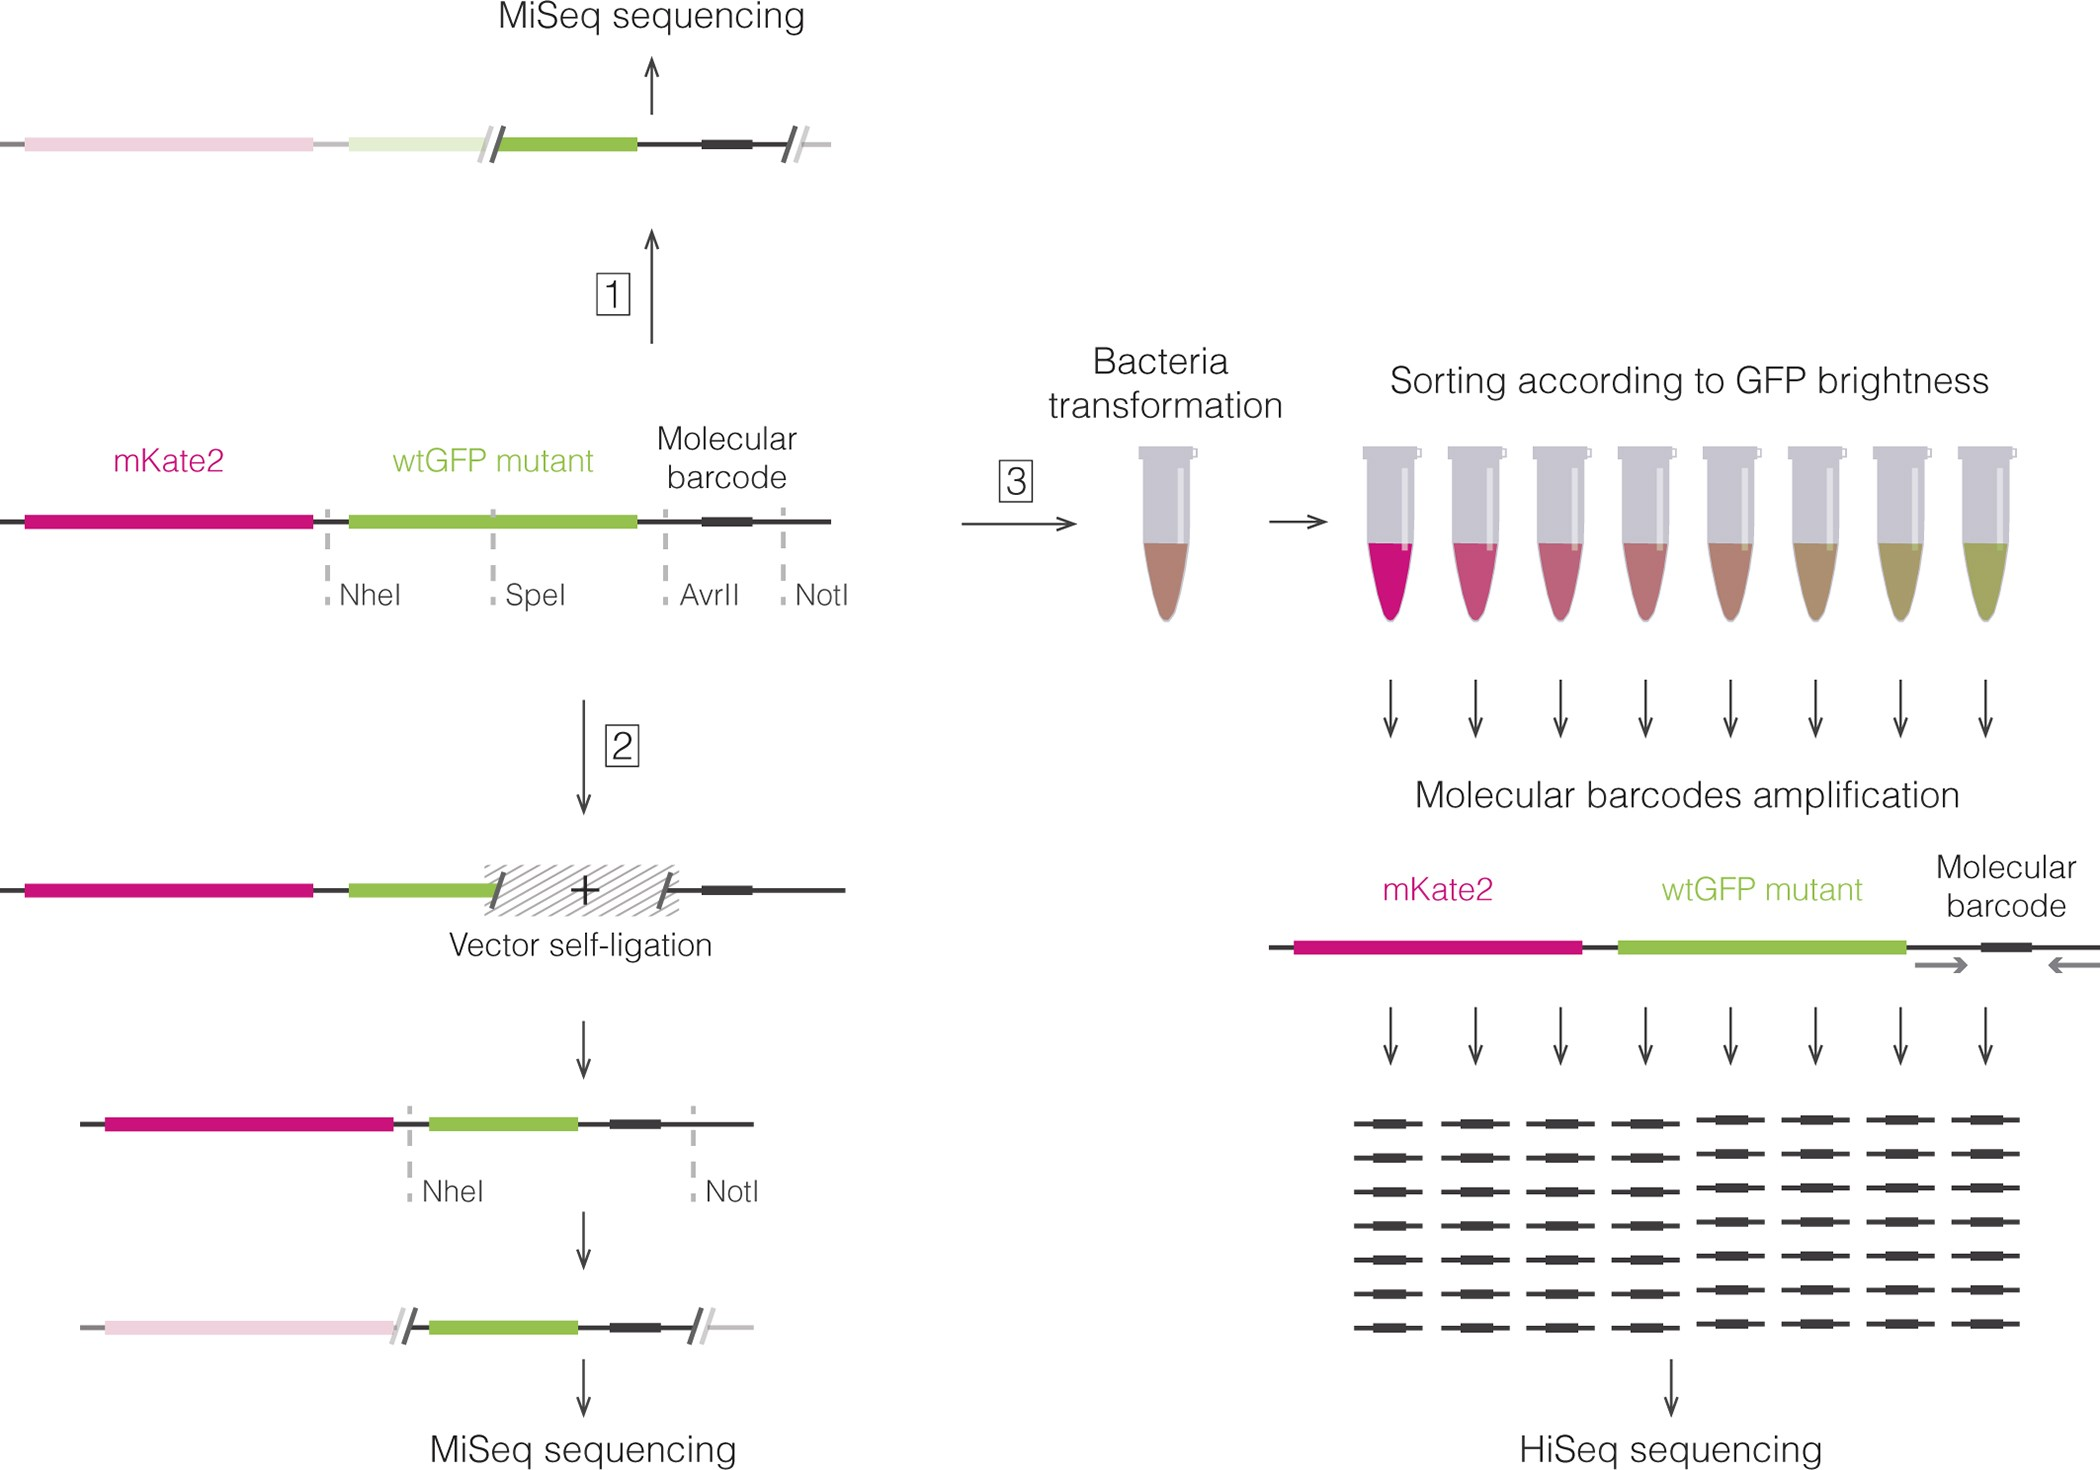 MiSeq sequencing
1
mKate2
wtGFP mutant
Molecular
barcode
NheI
SpeI
AvrII
NotI
3
Bacteria
transformation
Sorting according to GFP brightness
2
Vector self-ligation
NheI
NotI
MiSeq sequencing
Molecular barcodes amplification
mKate2
wtGFP mutant
Molecular
barcode
HiSeq sequencing